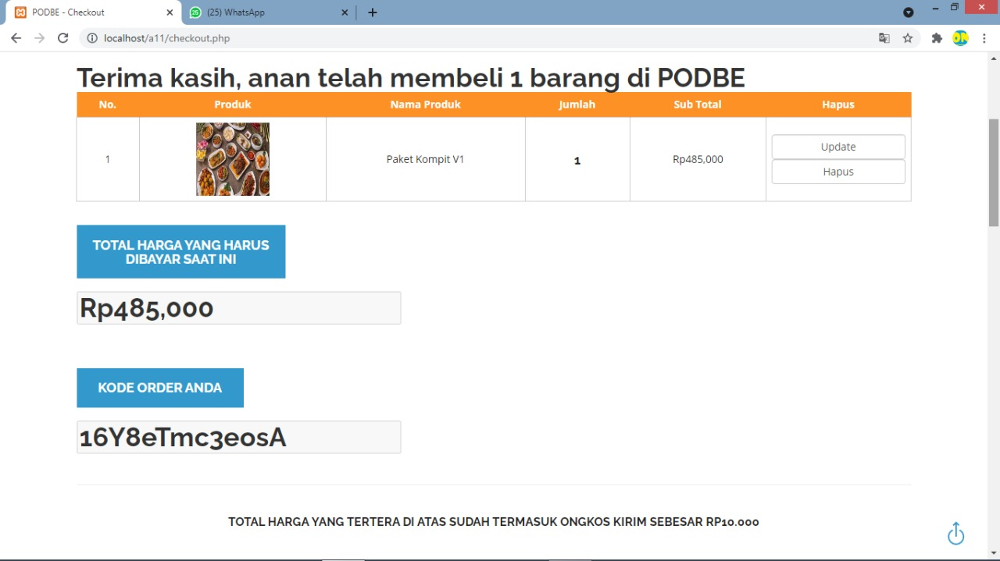 PODBE - Checkout
25
(25) WhatsApp
localhost/a11/checkout.php
Terima kasih, anan telah membeli 1 barang di PODBE
No. Produk Nama Produk Jumlah Sub Total Hapus
1 Paket Kompit V1 1 Rp485,000
Update
Hapus
TOTAL HARGA YANG HARUS
DIBAYAR SAAT INI
Rp485,000
KODE ORDER ANDA
16Y8eTmc3eosA
TOTAL HARGA YANG TERTERA DI ATAS SUDAH TERMASUK ONGKOS KIRIM SEBESAR RP10.000